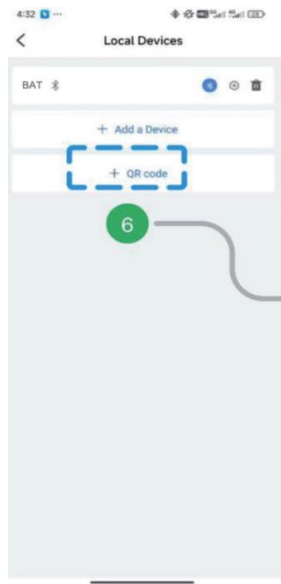 4:32 ...
Local Devices
BAT
+ Add a Device
+ QR code
6